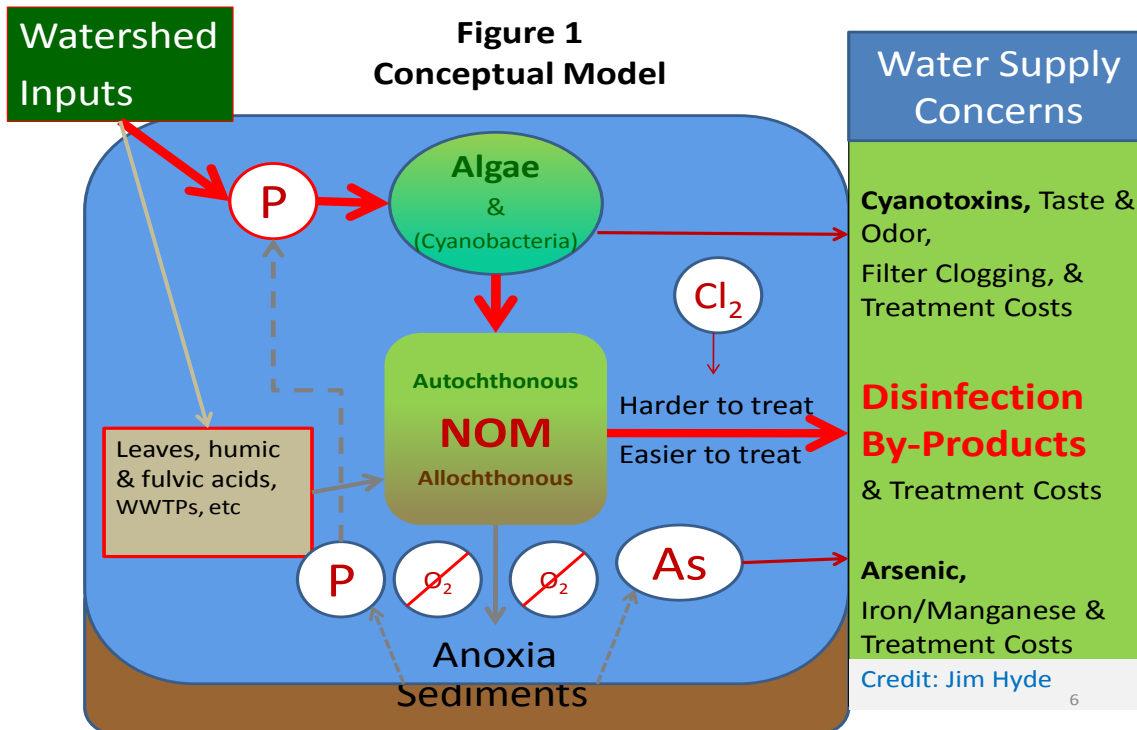 Watershed
Inputs
Figure 1
Conceptual Model
Water Supply
Concerns
P
Algae
&
(Cyanobacteria)
Cyanotoxins, Taste &
Odor,
Filter Clogging, &
Treatment Costs
Cl₂
Autochthonous
NOM
Allochthonous
Harder to treat
Easier to treat
Disinfection
By-Products
& Treatment Costs
Leaves, humic
& fulvic acids,
WWTPs, etc
P
O₂
O₂
As
Arsenic,
Iron/Manganese &
Treatment Costs
Anoxia
Sediments
Credit: Jim Hyde
6